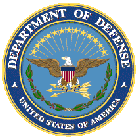 DEPARTMENT OF DEFENSE
UNITED STATES OF AMERICA